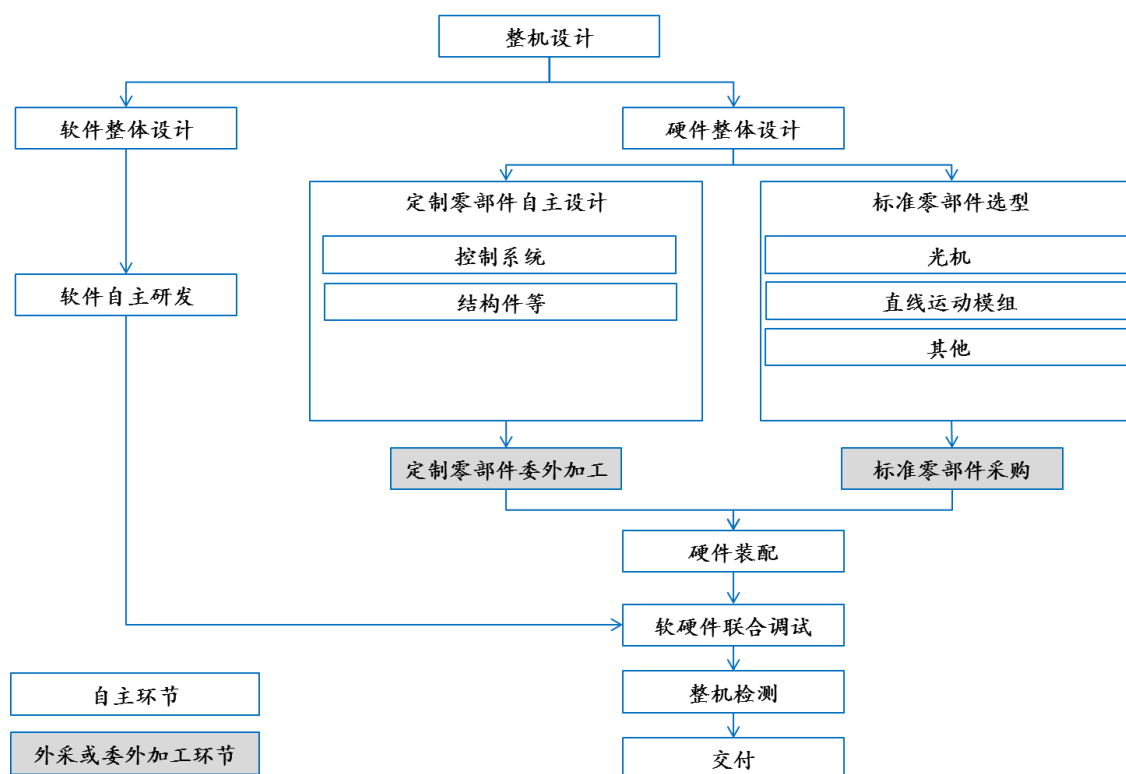 整机设计
软件整体设计
硬件整体设计
定制零部件自主设计
标准零部件选型
控制系统
光机
软件自主研发
结构件等
直线运动模组
其他
定制零部件委外加工
标准零部件采购
硬件装配
软硬件联合调试
自主环节
整机检测
外采或委外加工环节
交付